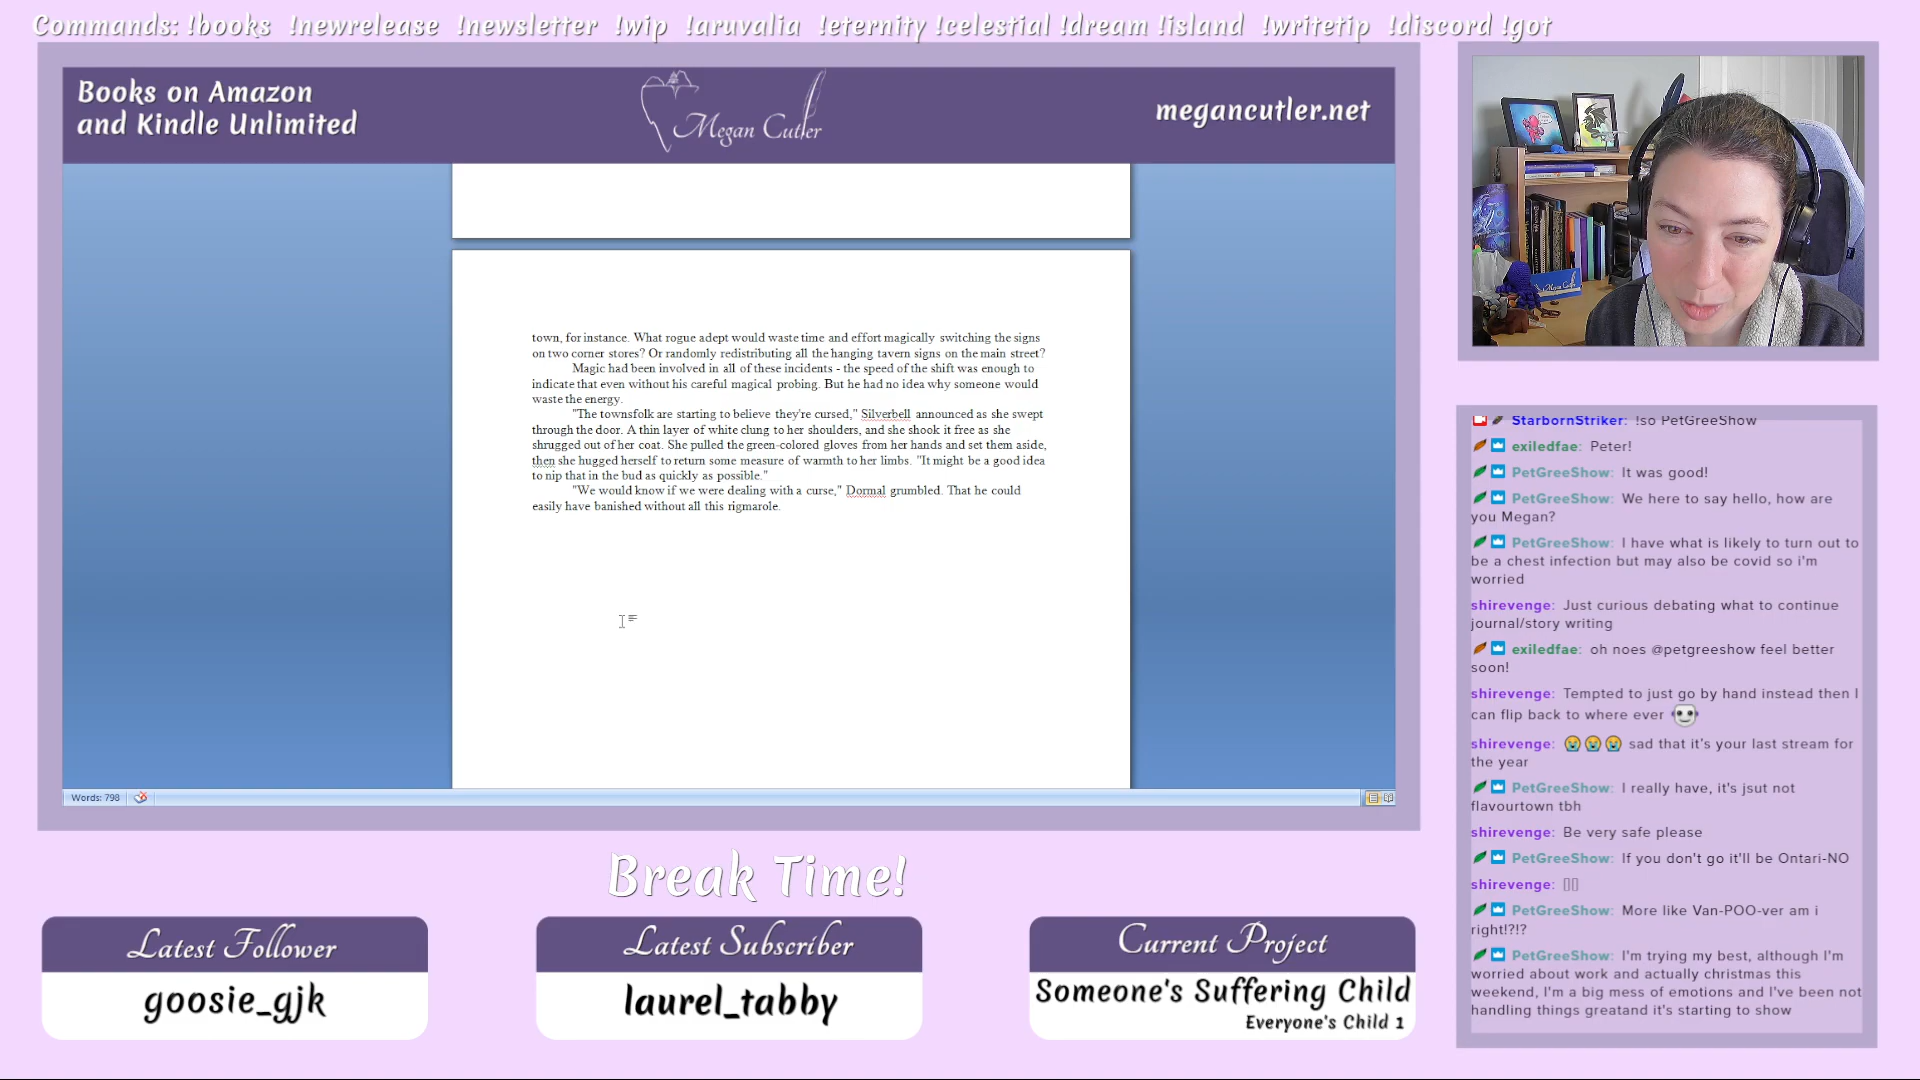 Commands: !books !newrelease !newsletter !wip !aruvalia !eternity !celestial !dream !island !writetip !discord !got
Books on Amazon
and Kindle Unlimited
Megan Cutler
megancutler.net
town, for instance. What rogue adept would waste time and effort magically switching the signs
on two corner stores? Or randomly redistributing all the hanging tavern signs on the main street?
Magic had been involved in all of these incidents - the speed of the shift was enough to
indicate that even without his careful magical probing. But he had no idea why someone would
waste the energy.
"The townsfolk are starting to believe they're cursed," Silverbell announced as she swept
through the door. A thin layer of white clung to her shoulders, and she shook it free as she
shrugged out of her coat. She pulled the green-colored gloves from her hands and set them aside,
then she hugged herself to return some measure of warmth to her limbs. "It might be a good idea
to nip that in the bud as quickly as possible."
"We would know if we were dealing with a curse," Dormal grumbled. That he could
easily have banished without all this rigmarole.
Words: 798
StarbornStriker: !so PetGreeShow
exiledfae: Peter!
PetGreeShow: It was good!
PetGreeShow: We here to say hello, how are
you Megan?
PetGreeShow: I have what is likely to turn out to
be a chest infection but may also be covid so i'm
worried
shirevenge: Just curious debating what to continue
journal/story writing
exiledfae: oh noes @petgreeshow feel better
soon!
shirevenge: Tempted to just go by hand instead then I
can flip back to where ever
shirevenge: 😭😭😭 sad that it's your last stream for
the year
PetGreeShow: I really have, it's jsut not
flavourtown tbh
shirevenge: Be very safe please
PetGreeShow: If you don't go it'll be Ontari-NO
shirevenge: ▯▯
PetGreeShow: More like Van-POO-ver am i
right!?!?
PetGreeShow: I'm trying my best, although I'm
worried about work and actually christmas this
weekend, I'm a big mess of emotions and I've been not
handling things greatand it's starting to show
Break Time!
Latest Follower
goosie_gjk
Latest Subscriber
laurel_tabby
Current Project
Someone's Suffering Child
Everyone's Child 1